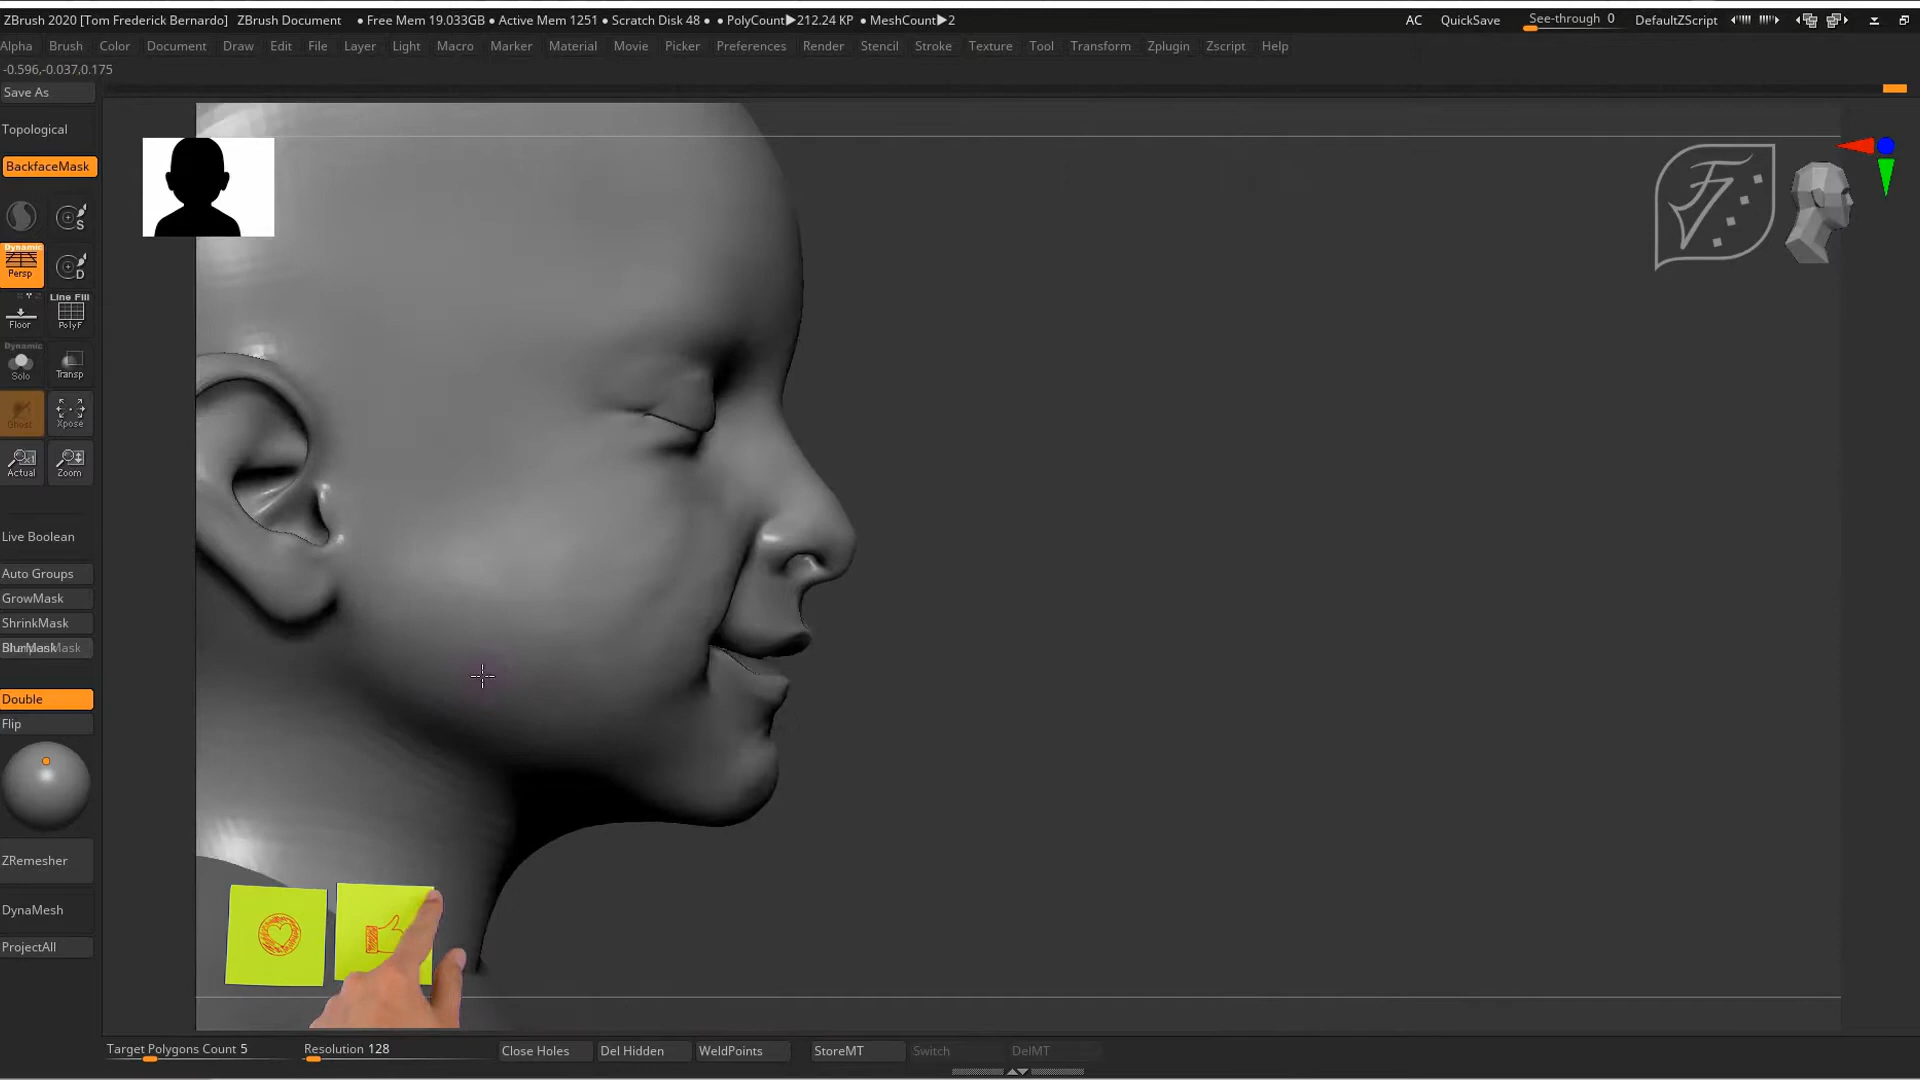 ZBrush 2020 [Tom Frederick Bernardo] ZBrush Document ● Free Mem 19.033GB ● Active Mem 1251 ● Scratch Disk 48 ● ● PolyCount▶212.24 KP ● MeshCount▶2 AC QuickSave See-through 0 DefaultZScript
Alpha Brush Color Document Draw Edit File Layer Light Macro Marker Material Movie Picker Preferences Render Stencil Stroke Texture Tool Transform Zplugin Zscript Help
-0.596,-0.037,0.175
Save As
Topological
BackfaceMask
S
Dynamic
Persp
D
Line Fill
Floor PolyF
Dynamic
Solo Transp
Ghost Xpose
Actual Zoom
Live Boolean
Auto Groups
GrowMask
ShrinkMask
BlurMask
Double
Flip
ZRemesher
DynaMesh
ProjectAll
Target Polygons Count 5 Resolution 128 Close Holes Del Hidden WeldPoints StoreMT Switch DelMT